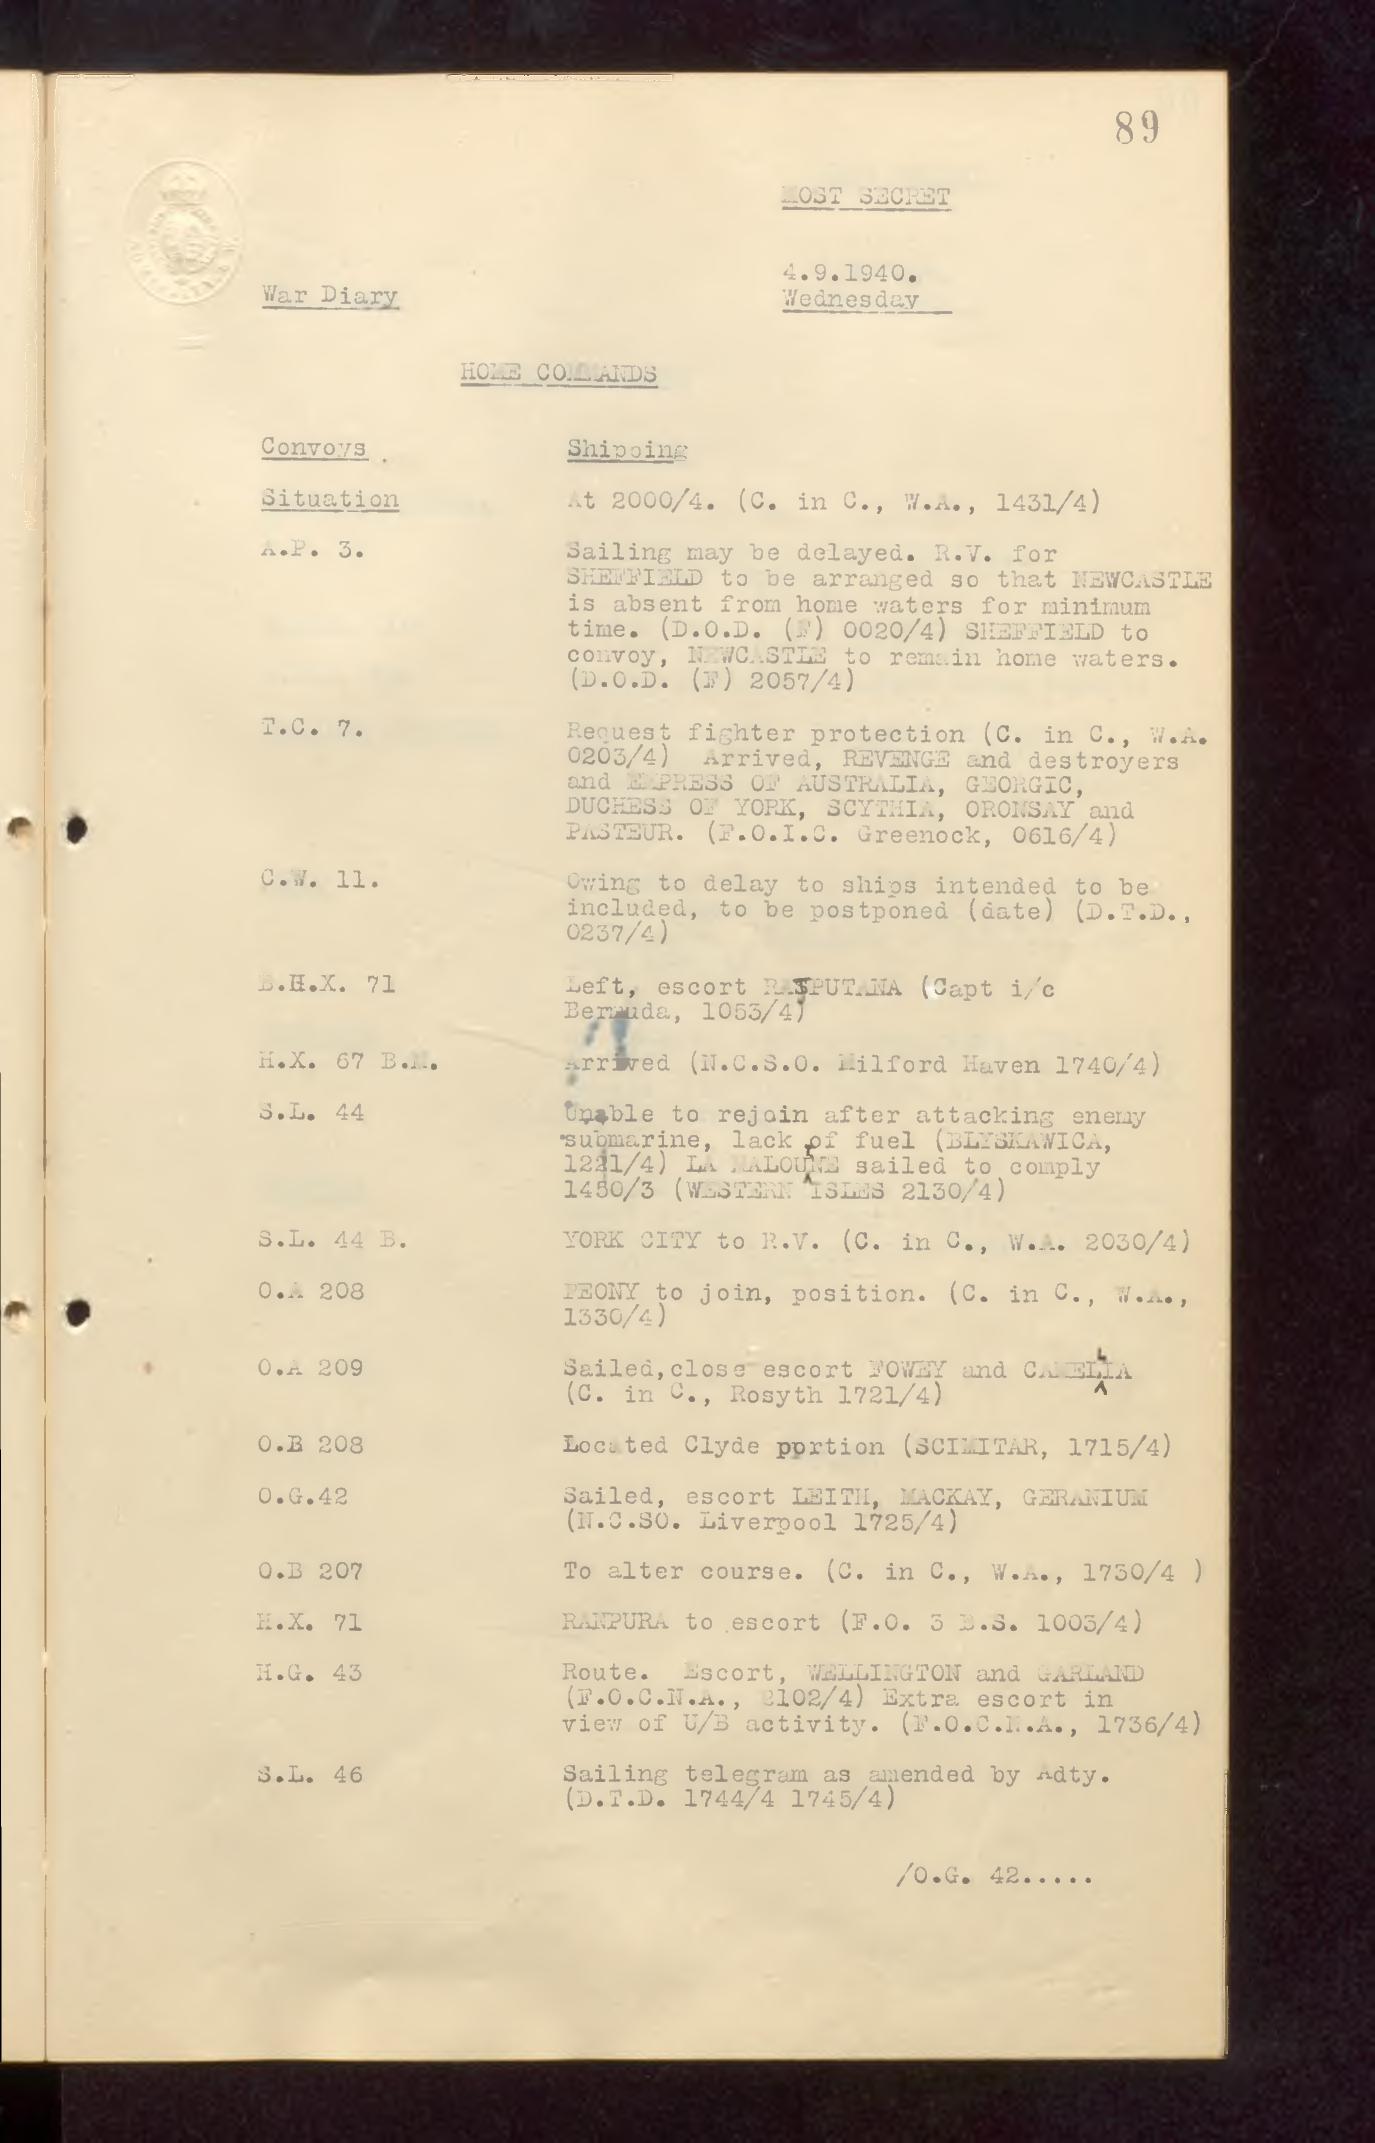 89
MOST SECRET
4.9.1940.
War Diary
Wednesday
HOME COMMANDS
Convoys
Shipping
Situation
At 2000/4. (C. in C., W.A., 1431/4)
A.P. 3.
Sailing may be delayed. R.V. for
SHEFFIELD to be arranged so that NEWCASTLE
is absent from home waters for minimum
time. (D.O.D. (F) 0020/4) SHEFFIELD to
convoy, NEWCASTLE to remain home waters.
(D.O.D. (F) 2057/4)
T.C. 7.
Request fighter protection (C. in C., W.A.
0203/4) Arrived, REVENGE and destroyers
and EMPRESS OF AUSTRALIA, GEORGIC,
DUCHESS OF YORK, SCYTHIA, ORONSAY and
PASTEUR. (F.O.I.C. Greenock, 0616/4)
C.W. 11.
Owing to delay to ships intended to be
included, to be postponed (date) (D.T.D.,
0237/4)
B.H.X. 71
Left, escort (Capt i/c
Bermuda, 1053/4)
H.X. 67 B.M.
Arrived (N.C.S.O. Milford Haven 1740/4)
S.L. 44
Unable to rejoin after attacking enemy
submarine, lack of fuel (BLYSKAWICA,
1221/4) LA MALOUINE sailed to comply
1450/3 (WESTERN ISLES 2130/4)
S.L. 44 B.
YORK CITY to R.V. (C. in C., W.A. 2030/4)
O.A 208
PEONY to join, position. (C. in C., W.A.,
1330/4)
O.A 209
Sailed, close escort FOWEY and CAMELLIA
(C. in C., Rosyth 1721/4)
O.B 208
Located Clyde portion (SCIMITAR, 1715/4)
O.G.42
Sailed, escort LEITH, MACKAY, GERANIUM
(N.C.SO. Liverpool 1725/4)
O.B 207
To alter course. (C. in C., W.A., 1730/4 )
H.X. 71
RANPURA to escort (F.O. 3 B.S. 1003/4)
H.G. 43
Route. Escort, WELLINGTON and GARLAND
(F.O.C.N.A., 2102/4) Extra escort in
view of U/B activity. (F.O.C.N.A., 1736/4)
S.L. 46
Sailing telegram as amended by Adty.
(D.T.D. 1744/4 1745/4)
/O.G. 42.....